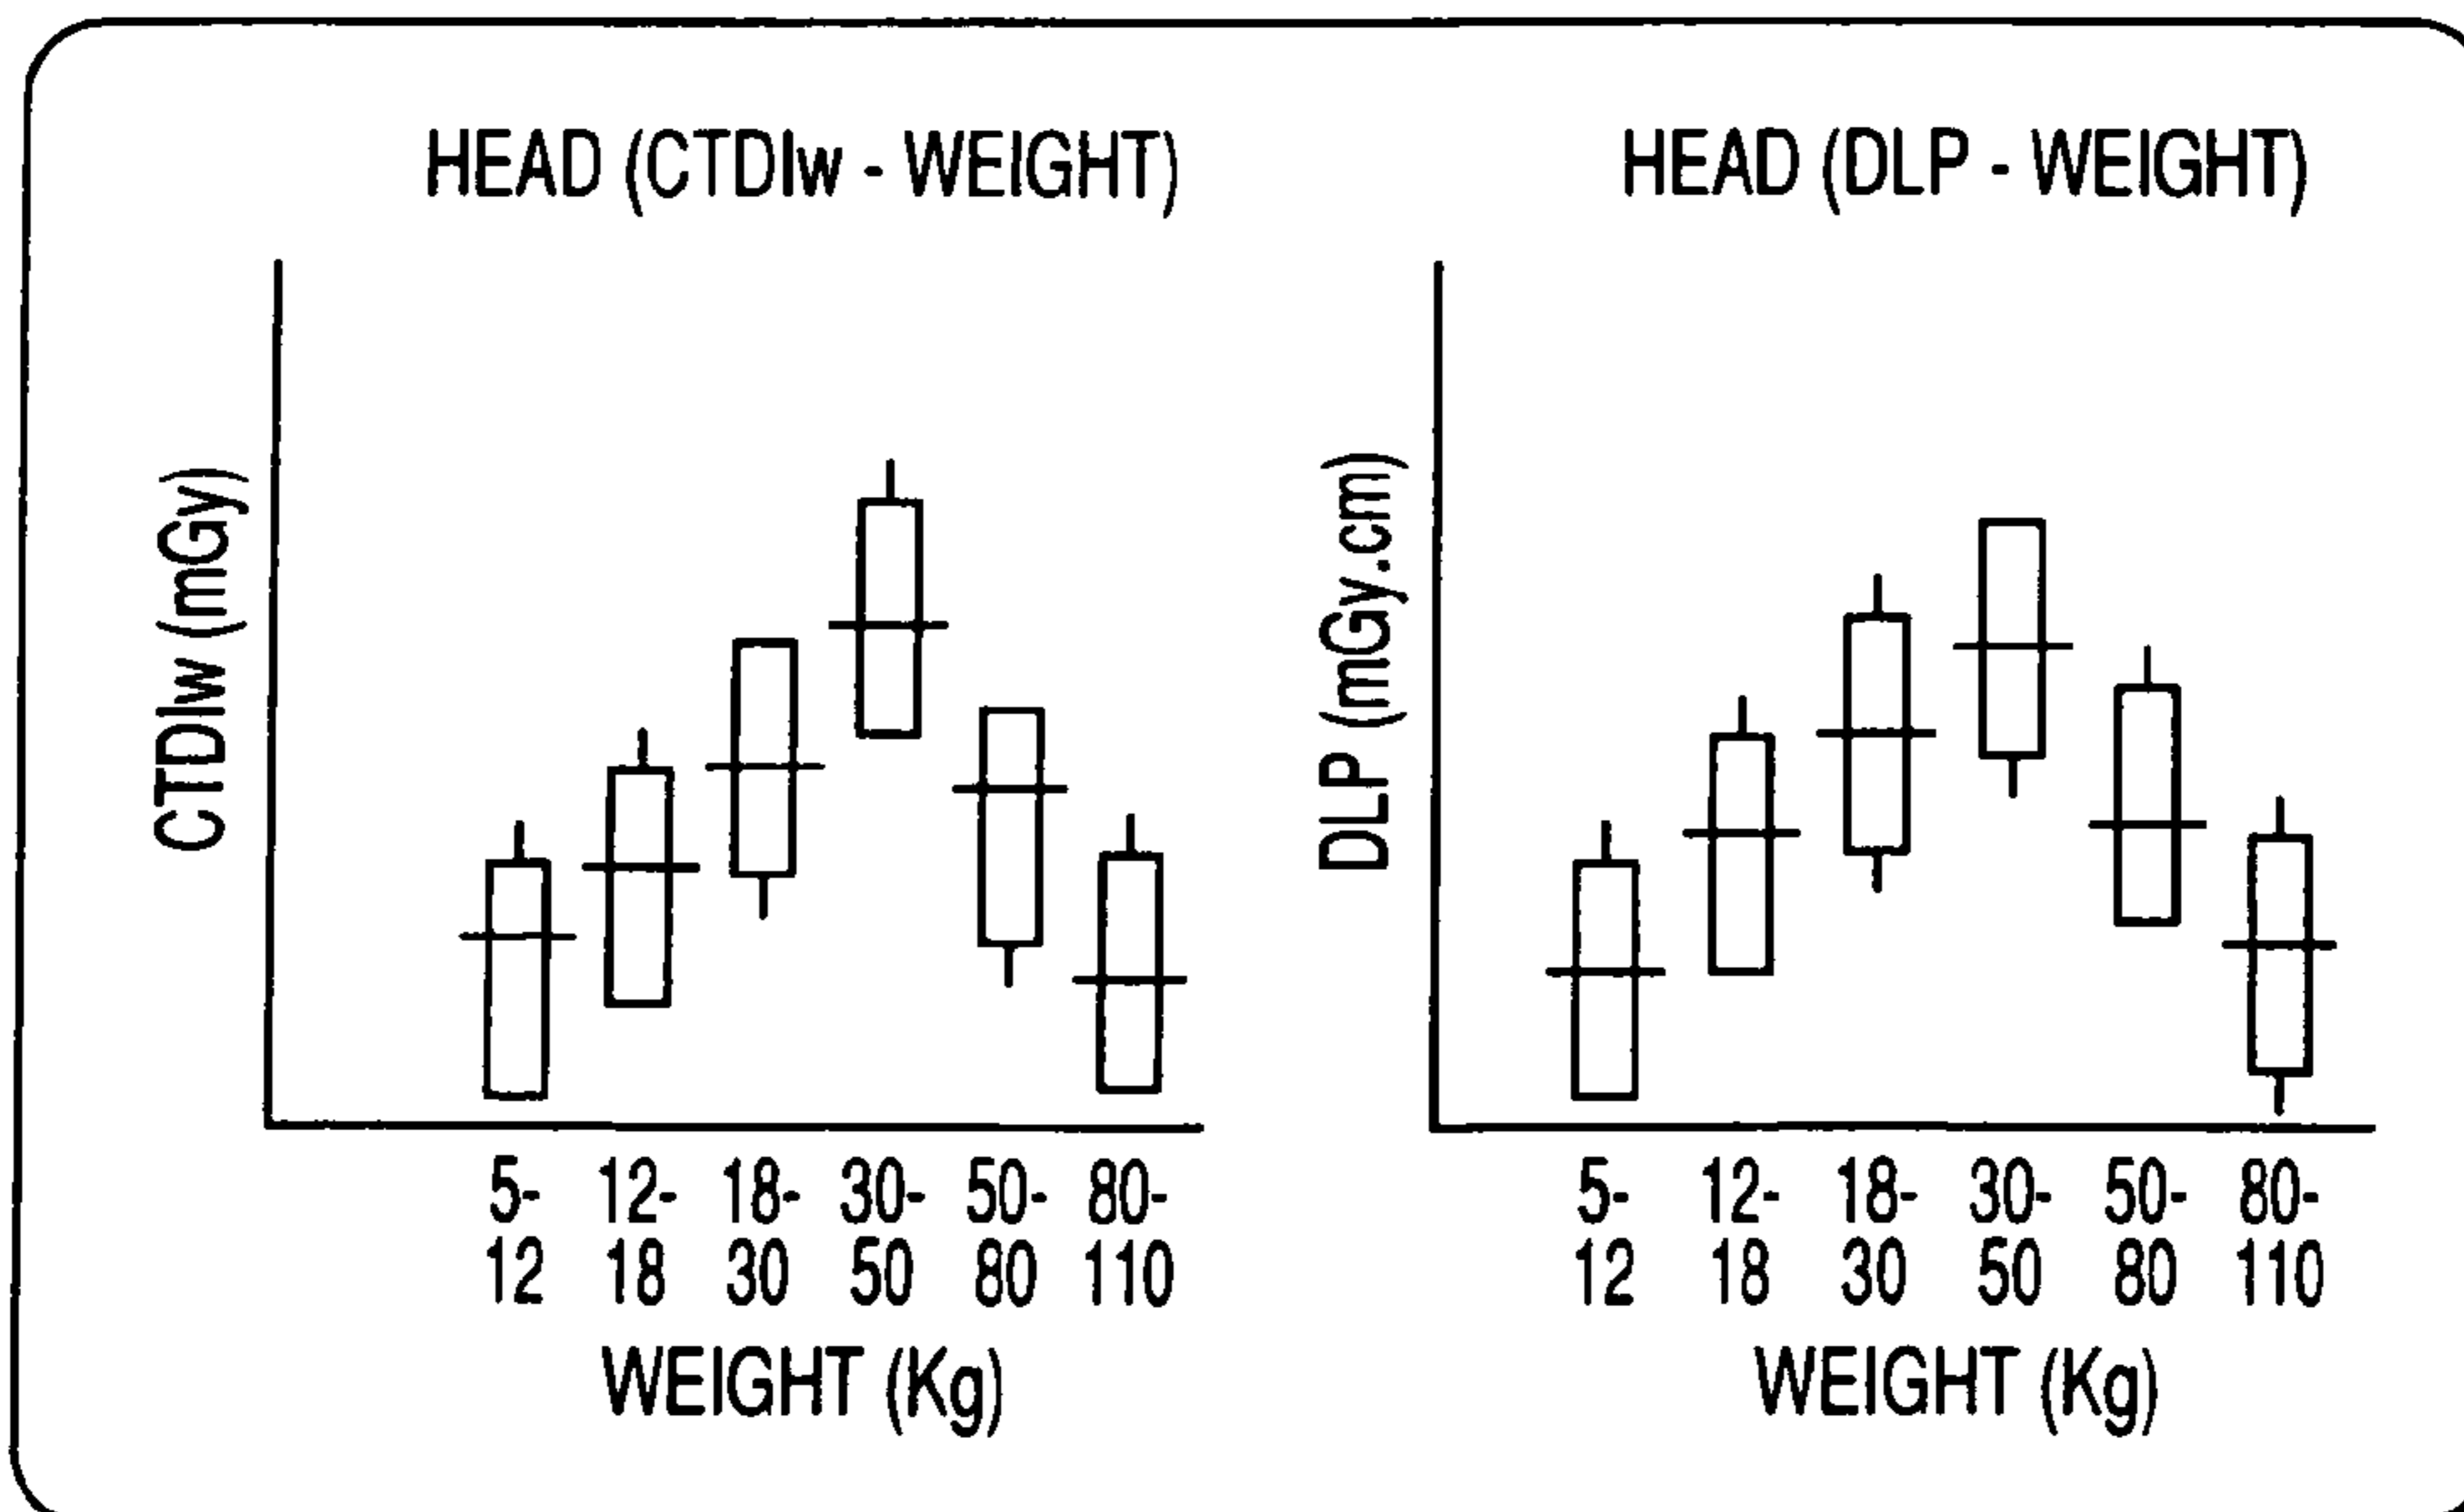 HEAD (CTDIw - WEIGHT)
CTDIw (mGy)
5- 12- 18- 30- 50- 80-
12 18 30 50 80 110
WEIGHT (Kg)
HEAD (DLP - WEIGHT)
DLP (mGy.cm)
5- 12- 18- 30- 50- 80-
12 18 30 50 80 110
WEIGHT (Kg)